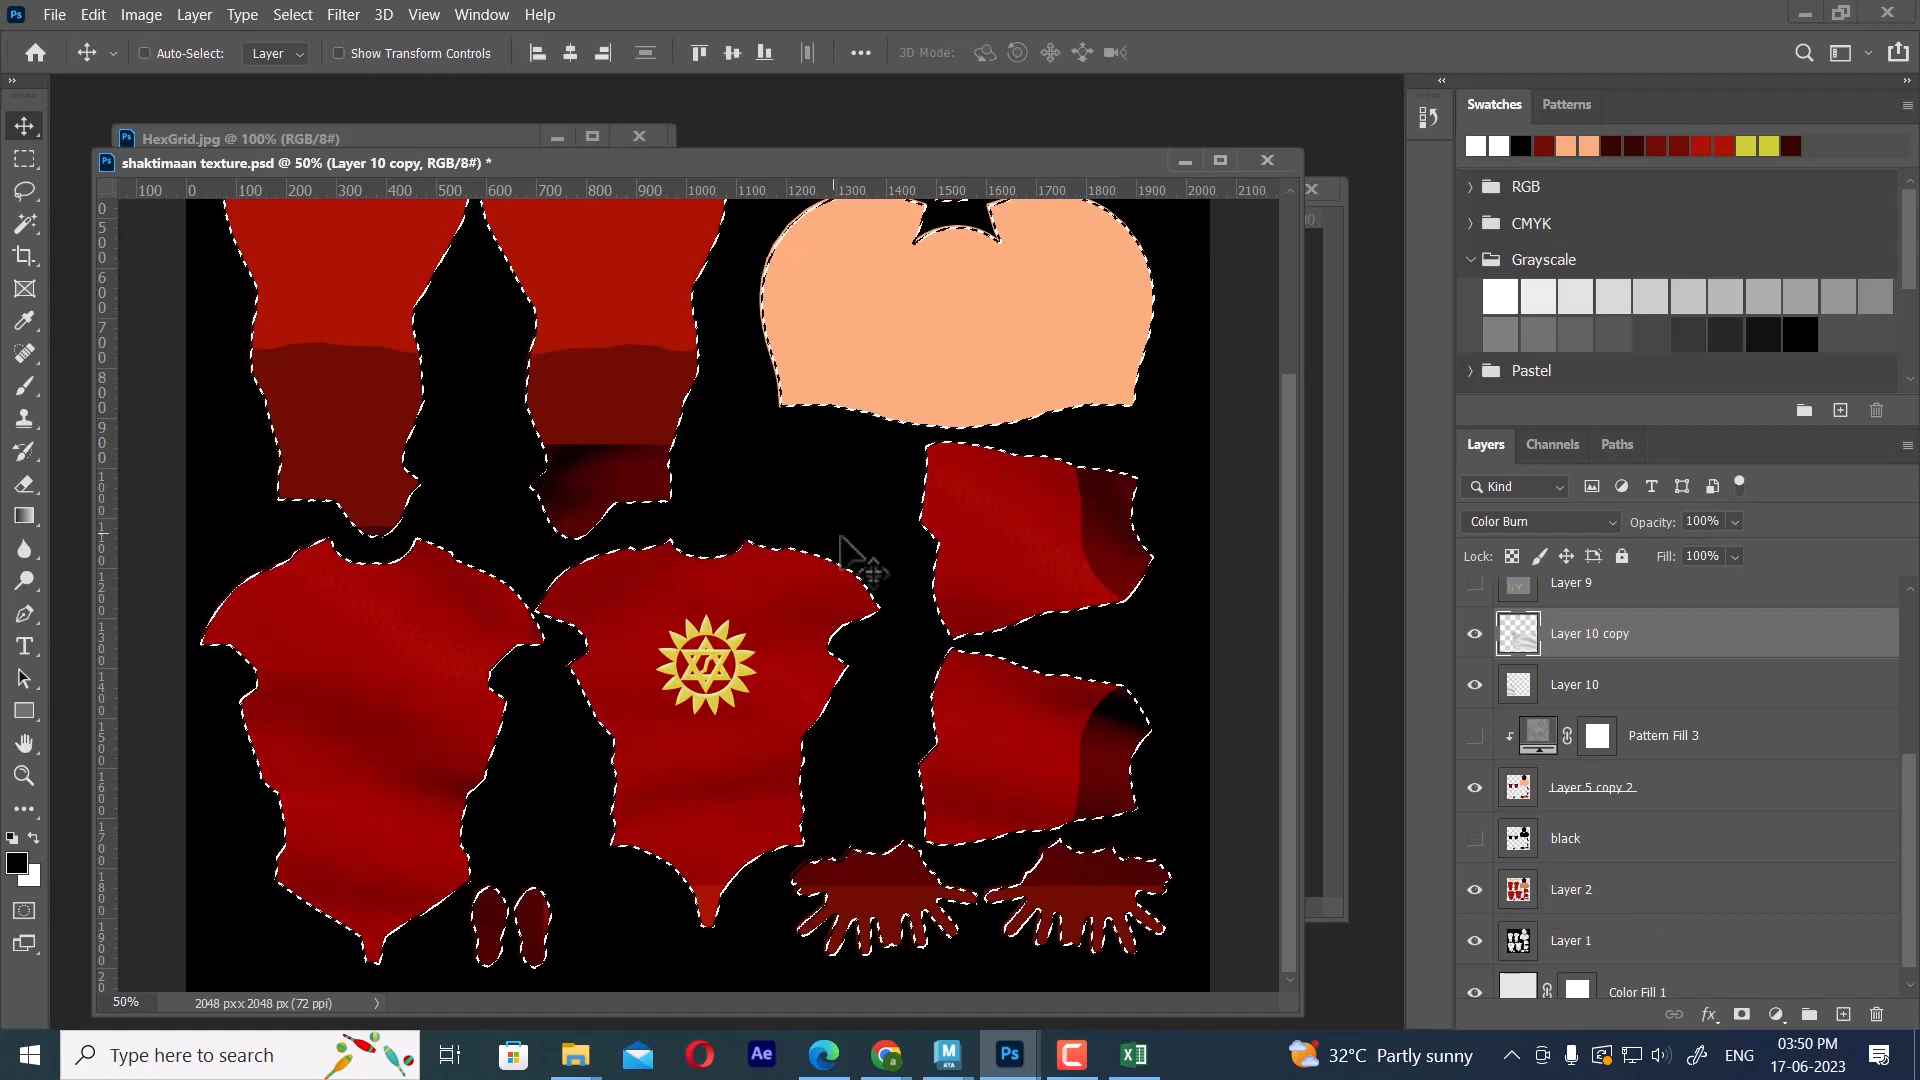 Ps File Edit Image Layer Type Select Filter 3D View Window Help
Auto-Select: Layer Show Transform Controls 3D Mode:
HexGrid.jpg @ 100% (RGB/8#)
shaktimaan texture.psd @ 50% (Layer 10 copy, RGB/8#) *
100 0 100 200 300 400 500 600 700 800 900 1000 1100 1200 1300 1400 1500 1600 1700 1800 1900 2000 2100
50% 2048 px x 2048 px (72 ppi)
Swatches Patterns
RGB
CMYK
Grayscale
Pastel
Layers Channels Paths
Kind
Color Burn Opacity: 100%
Lock: Fill: 100%
Layer 9
Layer 10 copy
Layer 10
Pattern Fill 3
Layer 5 copy 2
black
Layer 2
Layer 1
Color Fill 1
fx
Type here to search
Ae
MAYA
Ps
32°C Partly sunny
ENG
03:50 PM
17-06-2023